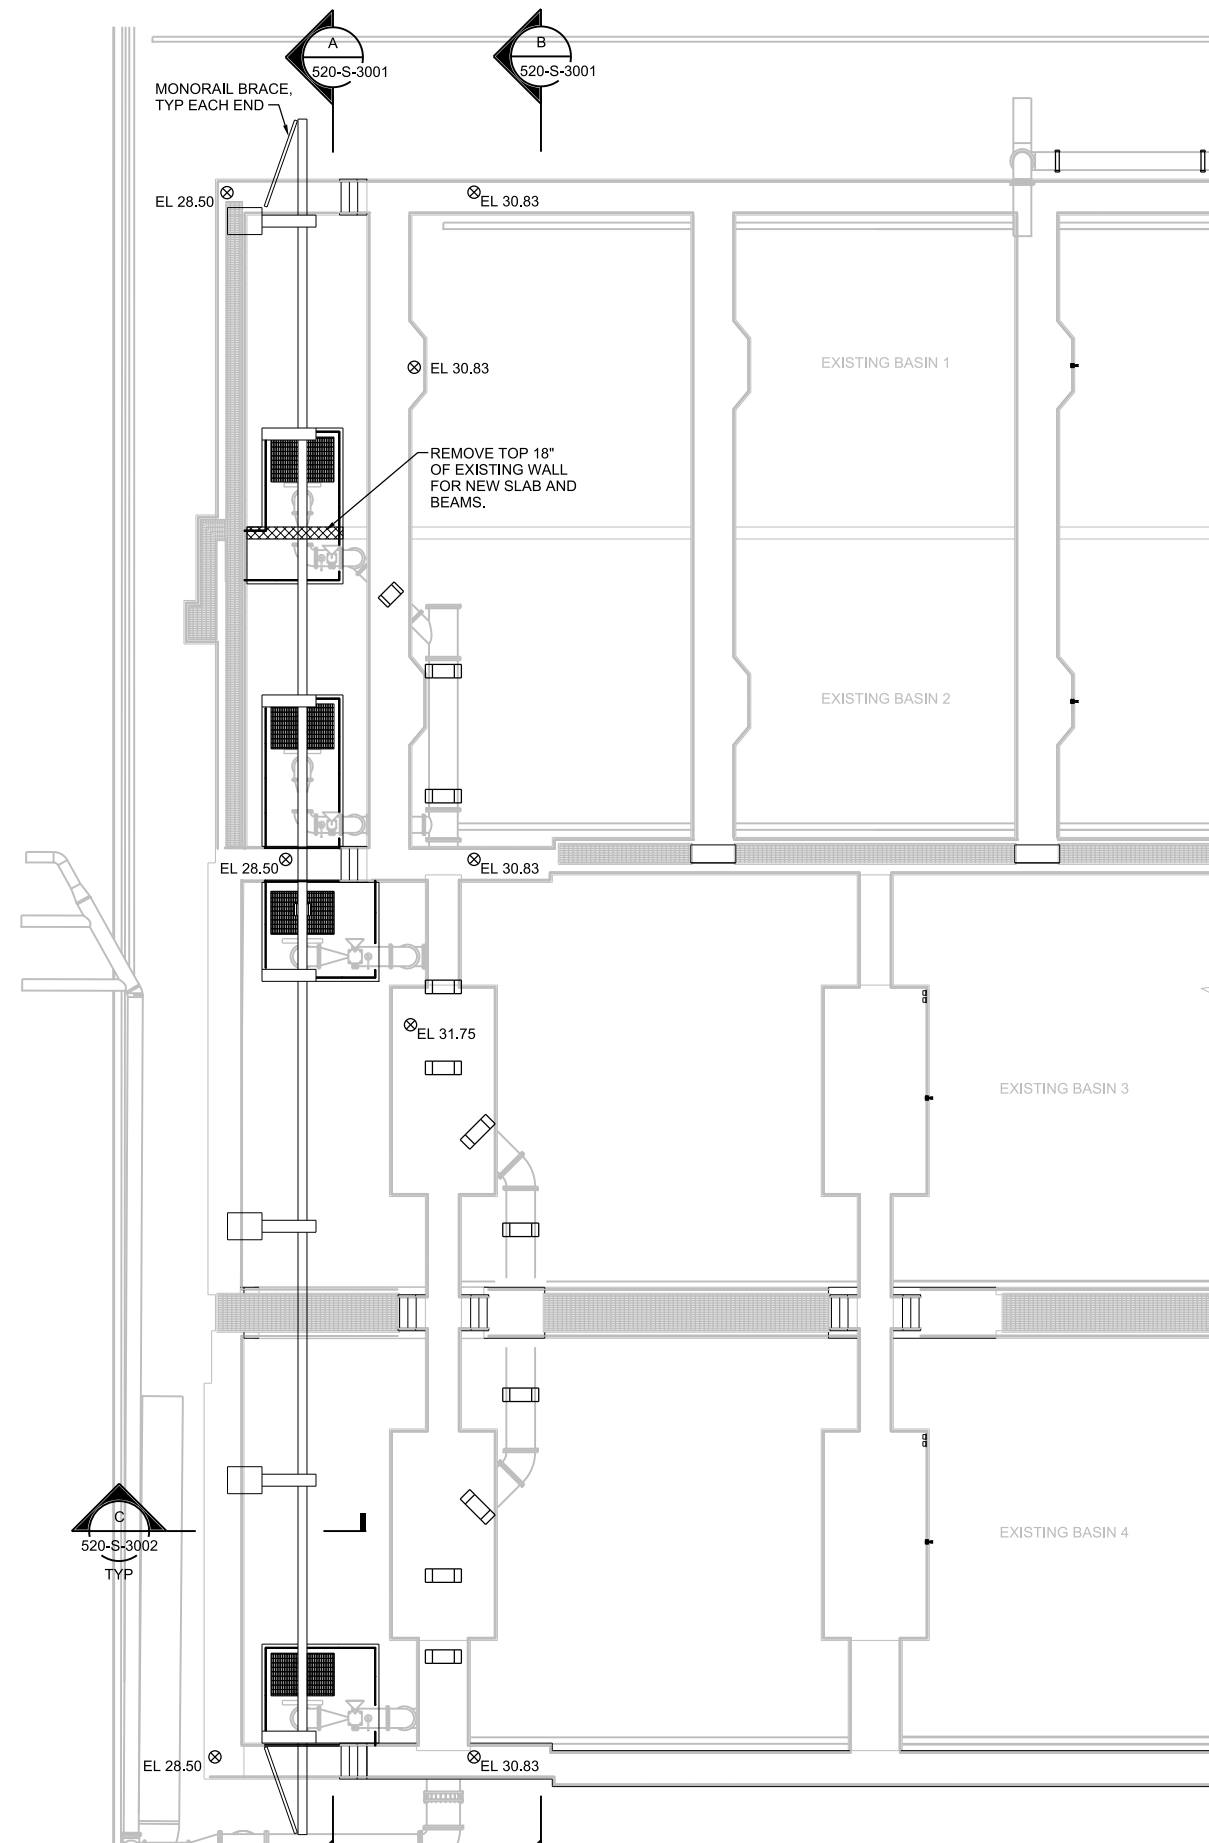 A
520-S-3001
B
520-S-3001
MONORAIL BRACE,
TYP EACH END
EL 28.50
EL 30.83
EL 30.83
EXISTING BASIN 1
REMOVE TOP 18"
OF EXISTING WALL
FOR NEW SLAB AND
BEAMS.
EXISTING BASIN 2
EL 28.50
EL 30.83
EL 31.75
EXISTING BASIN 3
C
520-S-3002
TYP
EXISTING BASIN 4
EL 28.50
EL 30.83